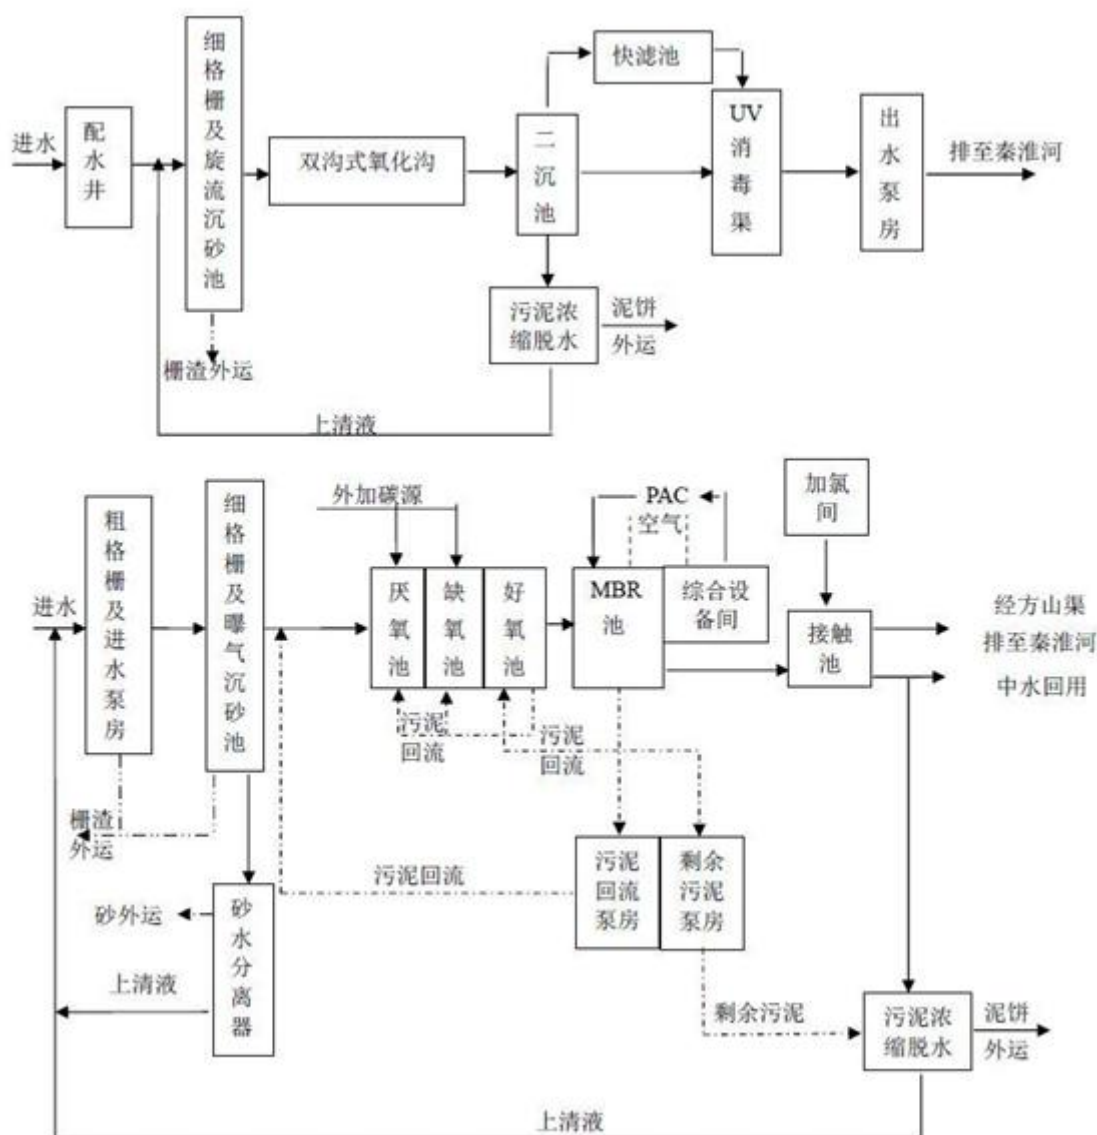 快滤池
细格栅及旋流沉砂池
配水井
进水
双沟式氧化沟
二沉池
UV消毒渠
出水泵房
排至秦淮河
污泥浓
缩脱水
泥饼
外运
栅渣外运
上清液
加氯
间
外加碳源
PAC
空气
粗格栅及进水泵房
细格栅及曝气沉砂池
进水
厌氧池
缺氧池
好氧池
MBR
池
综合设
备间
接触
池
经方山渠
排至秦淮河
中水回用
污泥
回流
污泥
回流
栅渣
外运
污泥回流
污泥
回流
泵房
剩余
污泥
泵房
砂外运
砂水分离器
上清液
剩余污泥
污泥浓
缩脱水
泥饼
外运
上清液